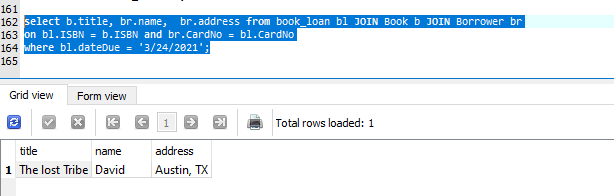 161
162 select b.title, br.name,  br.address from book_loan bl JOIN Book b JOIN Borrower br
163 on bl.ISBN = b.ISBN and br.CardNo = bl.CardNo
164 where bl.dateDue = '3/24/2021';
165
Grid view Form view
1 Total rows loaded: 1
title name address
1 The lost Tribe David Austin, TX